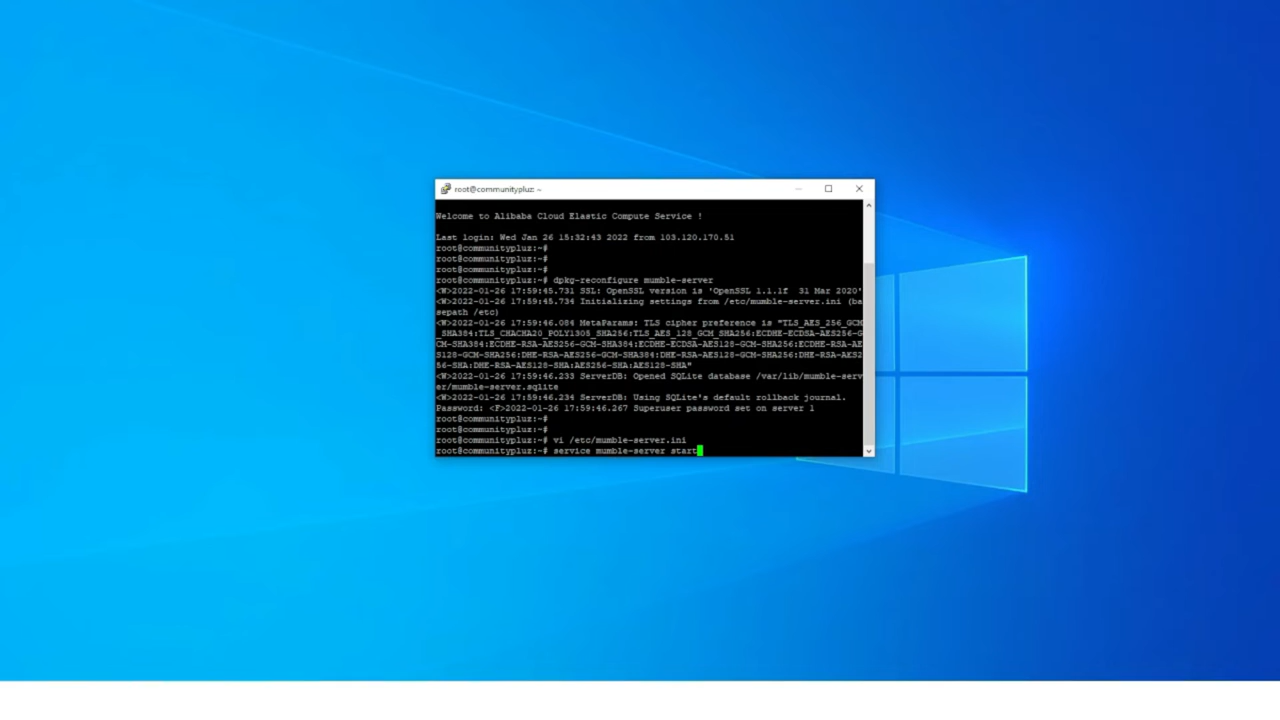 root@communitypluz: ~
Welcome to Alibaba Cloud Elastic Compute Service !
Last login: Wed Jan 26 15:32:43 2022 from 103.120.170.51
root@communitypluz:~#
root@communitypluz:~#
root@communitypluz:~#
root@communitypluz:~# dpkg-reconfigure mumble-server
<W>2022-01-26 17:59:45.731 SSL: OpenSSL version is 'OpenSSL 1.1.1f  31 Mar 2020'
<W>2022-01-26 17:59:45.734 Initializing settings from /etc/mumble-server.ini (ba
sepath /etc)
<W>2022-01-26 17:59:46.084 MetaParams: TLS cipher preference is "TLS_AES_256_GCM
_SHA384:TLS_CHACHA20_POLY1305_SHA256:TLS_AES_128_GCM_SHA256:ECDHE-ECDSA-AES256-G
CM-SHA384:ECDHE-RSA-AES256-GCM-SHA384:ECDHE-ECDSA-AES128-GCM-SHA256:ECDHE-RSA-AE
S128-GCM-SHA256:DHE-RSA-AES256-GCM-SHA384:DHE-RSA-AES128-GCM-SHA256:DHE-RSA-AES2
56-SHA:DHE-RSA-AES128-SHA:AES256-SHA:AES128-SHA"
<W>2022-01-26 17:59:46.233 ServerDB: Opened SQLite database /var/lib/mumble-serv
er/mumble-server.sqlite
<W>2022-01-26 17:59:46.234 ServerDB: Using SQLite's default rollback journal.
Password: <F>2022-01-26 17:59:46.267 Superuser password set on server 1
root@communitypluz:~#
root@communitypluz:~#
root@communitypluz:~# vi /etc/mumble-server.ini
root@communitypluz:~# service mumble-server start